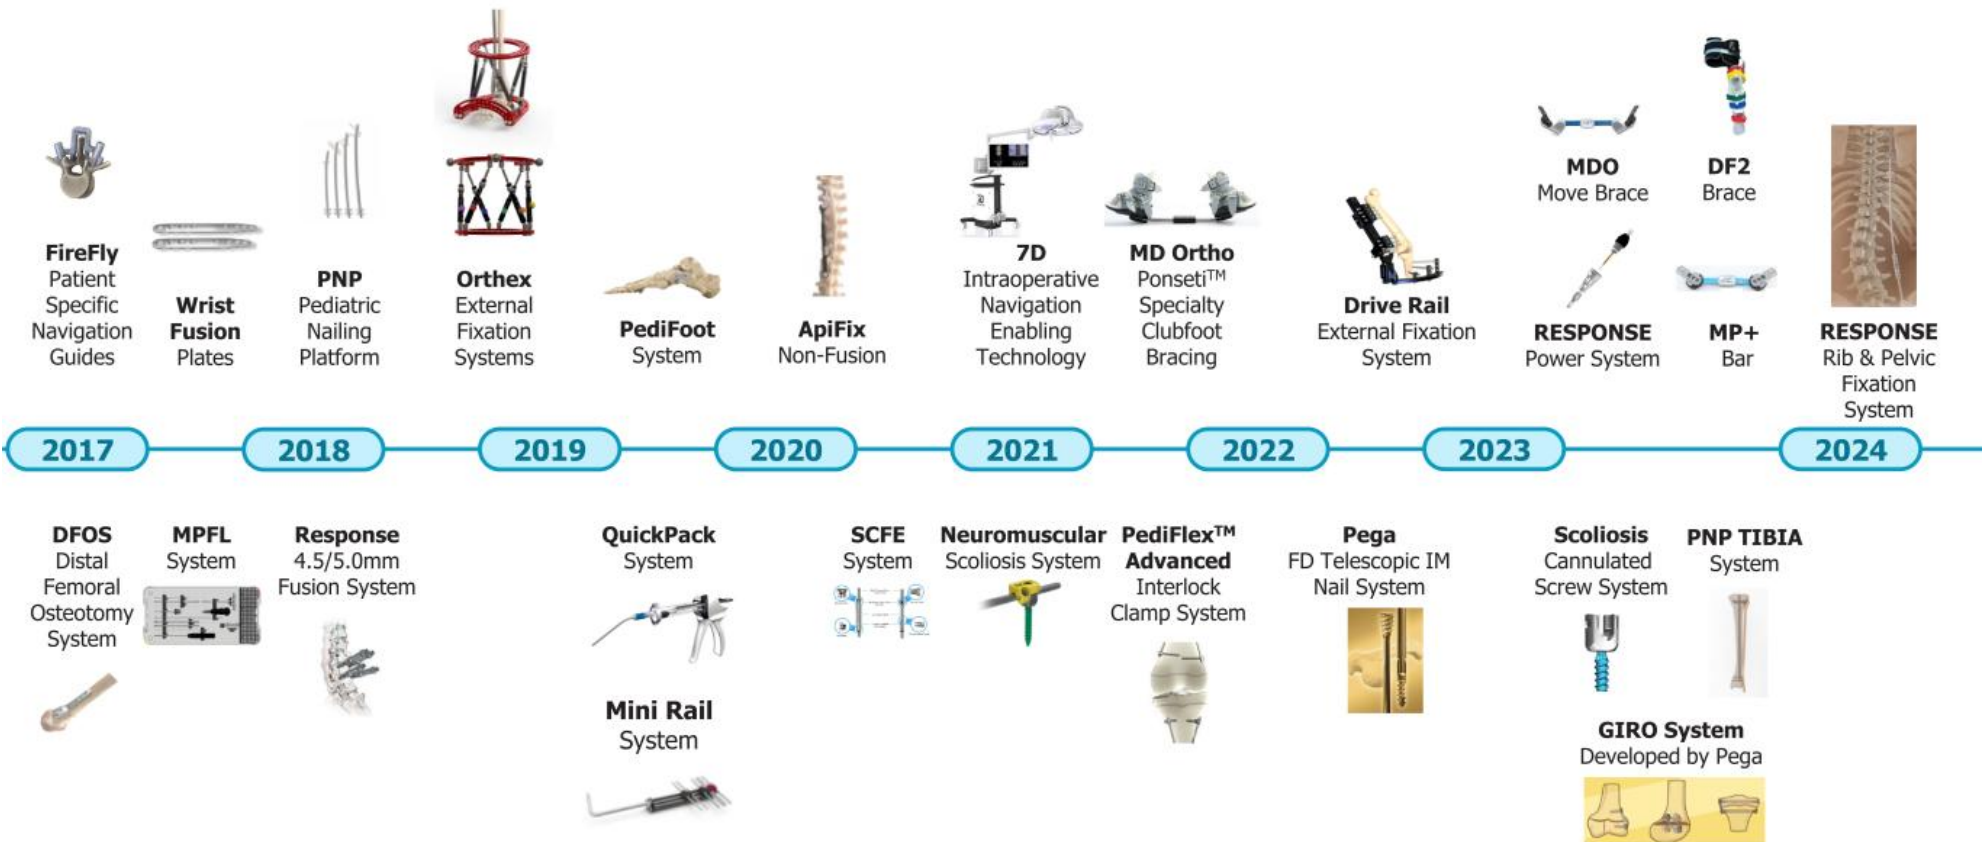 FireFly
Patient
Specific
Navigation
Guides
Wrist
Fusion
Plates
PNP
Pediatric
Nailing
Platform
Orthex
External
Fixation
Systems
PediFoot
System
ApiFix
Non-Fusion
7D
Intraoperative
Navigation
Enabling
Technology
MD Ortho
Ponseti™
Specialty
Clubfoot
Bracing
Drive Rail
External Fixation
System
MDO
Move Brace
RESPONSE
Power System
DF2
Brace
MP+
Bar
RESPONSE
Rib & Pelvic
Fixation
System
2017 2018 2019 2020 2021 2022 2023 2024
DFOS
Distal
Femoral
Osteotomy
System
MPFL
System
Response
4.5/5.0mm
Fusion System
QuickPack
System
Mini Rail
System
SCFE
System
Neuromuscular
Scoliosis System
PediFlex™
Advanced
Interlock
Clamp System
Pega
FD Telescopic IM
Nail System
Scoliosis
Cannulated
Screw System
PNP TIBIA
System
GIRO System
Developed by Pega